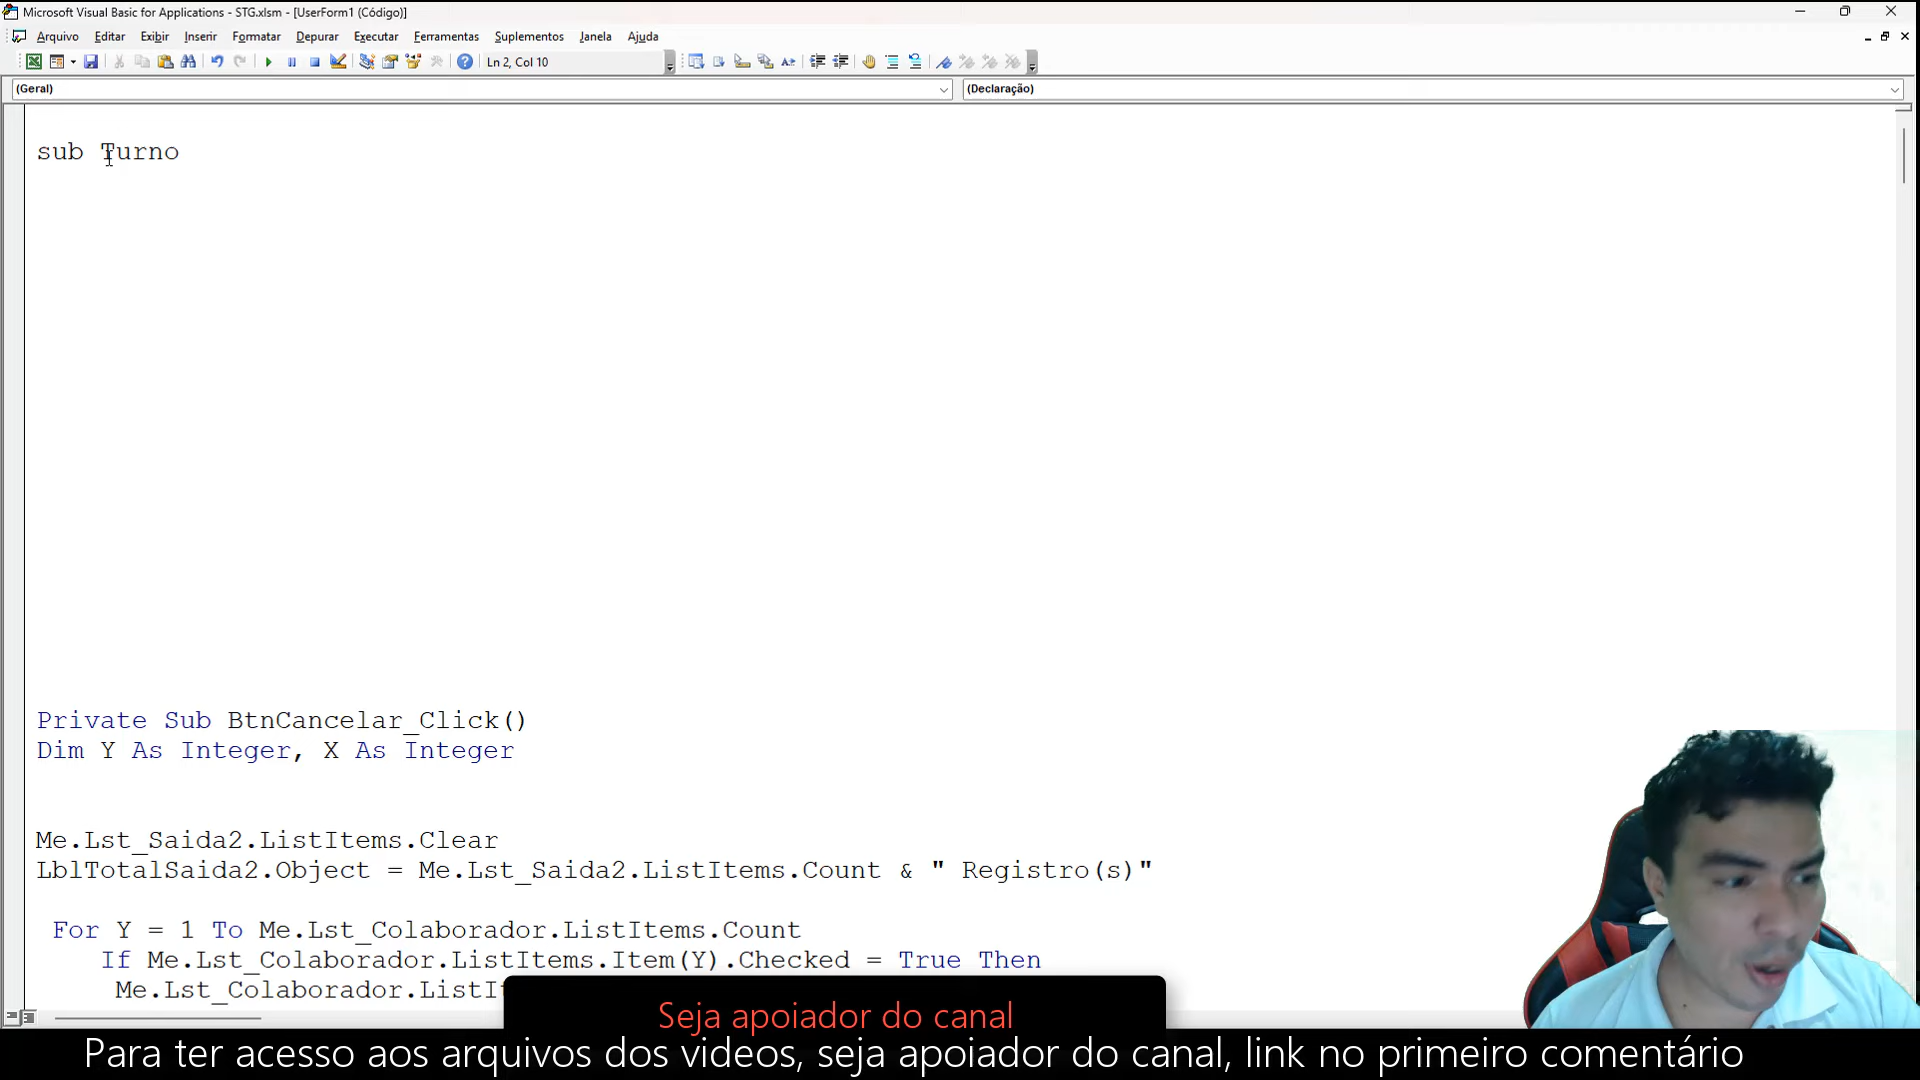 Microsoft Visual Basic for Applications - STG.xlsm - [UserForm1 (Código)]
Arquivo Editar Exibir Inserir Formatar Depurar Executar Ferramentas Suplementos Janela Ajuda
Ln 2, Col 10
(Geral) (Declaração)
sub Turno
Private Sub BtnCancelar_Click()
Dim Y As Integer, X As Integer
Me.Lst_Saida2.ListItems.Clear
LblTotalSaida2.Object = Me.Lst_Saida2.ListItems.Count & " Registro(s)"
For Y = 1 To Me.Lst_Colaborador.ListItems.Count
If Me.Lst_Colaborador.ListItems.Item(Y).Checked = True Then
Me.Lst_Colaborador.ListI
Seja apoiador do canal
Para ter acesso aos arquivos dos videos, seja apoiador do canal, link no primeiro comentário